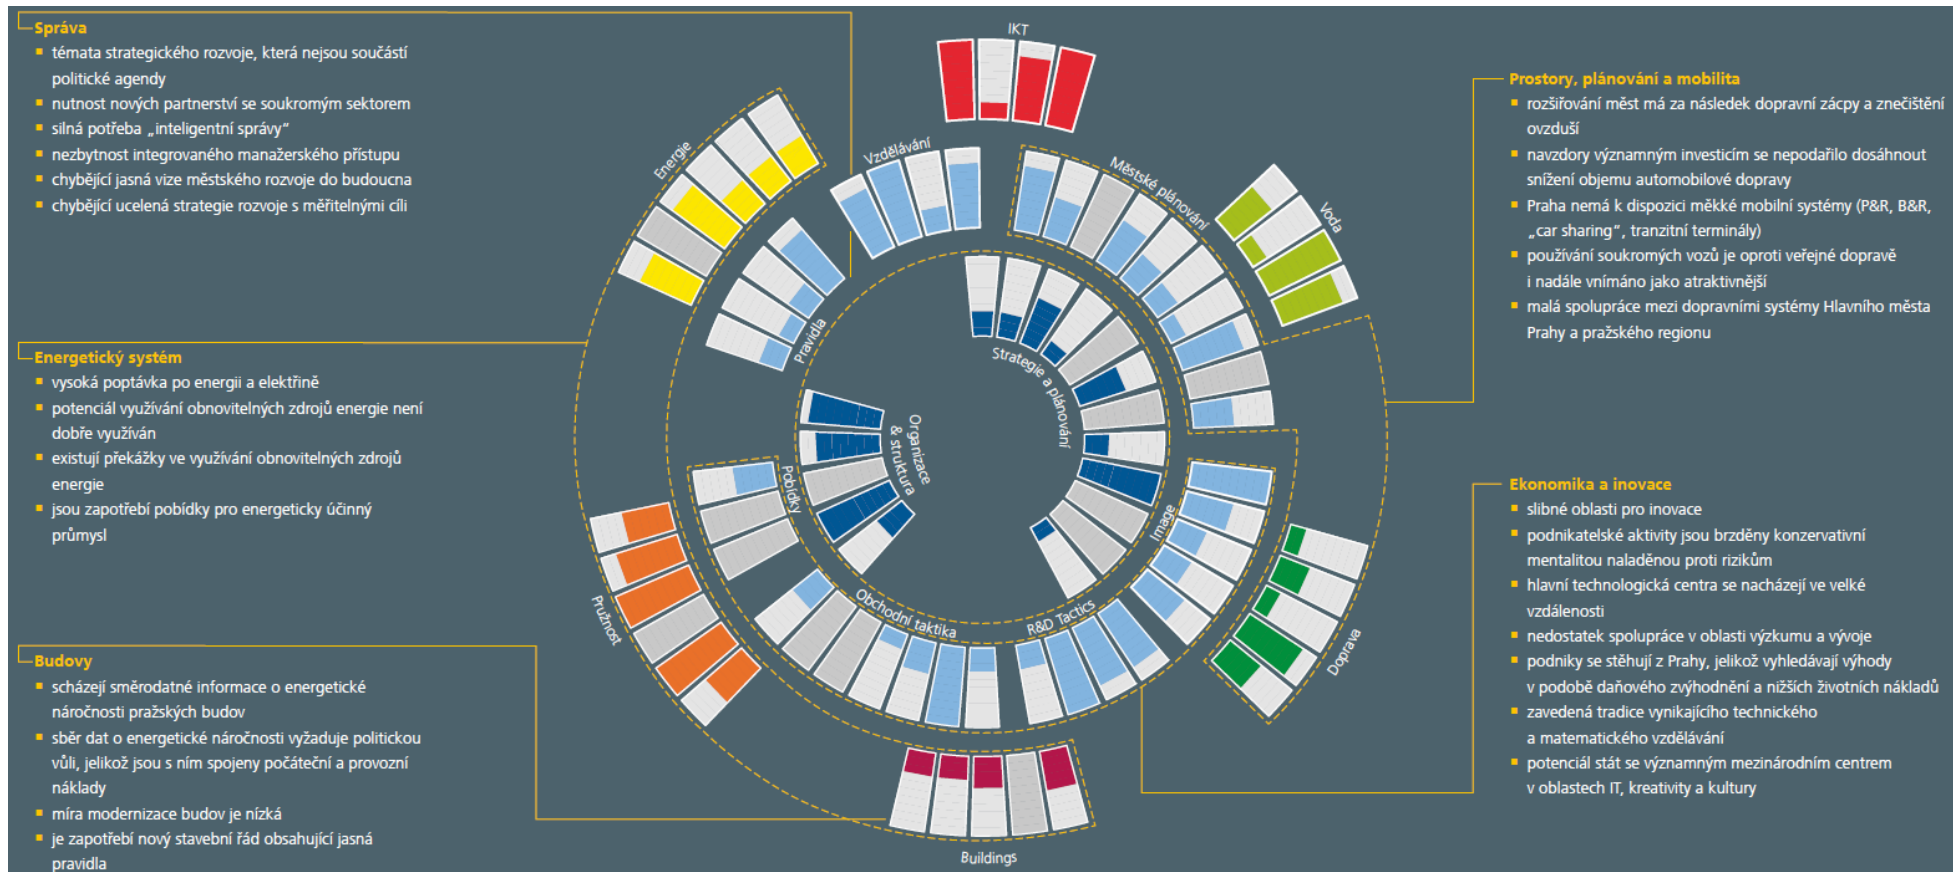 Správa
témata strategického rozvoje, která nejsou součástí
politické agendy
nutnost nových partnerství se soukromým sektorem
silná potřeba „inteligentní správy“
nezbytnost integrovaného manažerského přístupu
chybějící jasná vize městského rozvoje do budoucna
chybějící ucelená strategie rozvoje s měřitelnými cíli
Energetický systém
vysoká poptávka po energii a elektřině
potenciál využívání obnovitelných zdrojů energie není
dobře využíván
existují překážky ve využívání obnovitelných zdrojů
energie
jsou zapotřebí pobídky pro energeticky účinný
průmysl
Budovy
scházejí směrodatné informace o energetické
náročnosti pražských budov
sběr dat o energetické náročnosti vyžaduje politickou
vůli, jelikož jsou s ním spojeny počáteční a provozní
náklady
míra modernizace budov je nízká
je zapotřebí nový stavební řád obsahující jasná
pravidla
IKT
Energie
Vzdělávání
Městské plánování
Voda
Pravidla
Strategie a plánování
Organizace
& struktura
Pobídky
Image
Pružnost
Obchodní taktika
R&D Tactics
Doprava
Buildings
Prostory, plánování a mobilita
rozšiřování měst má za následek dopravní zácpy a znečištění
ovzduší
navzdory významným investicím se nepodařilo dosáhnout
snížení objemu automobilové dopravy
Praha nemá k dispozici měkké mobilní systémy (P&R, B&R,
„car sharing“, tranzitní terminály)
používání soukromých vozů je oproti veřejné dopravě
i nadále vnímáno jako atraktivnější
malá spolupráce mezi dopravními systémy Hlavního města
Prahy a pražského regionu
Ekonomika a inovace
slibné oblasti pro inovace
podnikatelské aktivity jsou brzděny konzervativní
mentalitou naladěnou proti rizikům
hlavní technologická centra se nacházejí ve velké
vzdálenosti
nedostatek spolupráce v oblasti výzkumu a vývoje
podniky se stěhují z Prahy, jelikož vyhledávají výhody
v podobě daňového zvýhodnění a nižších životních nákladů
zavedená tradice vynikajícího technického
a matematického vzdělávání
potenciál stát se významným mezinárodním centrem
v oblastech IT, kreativity a kultury